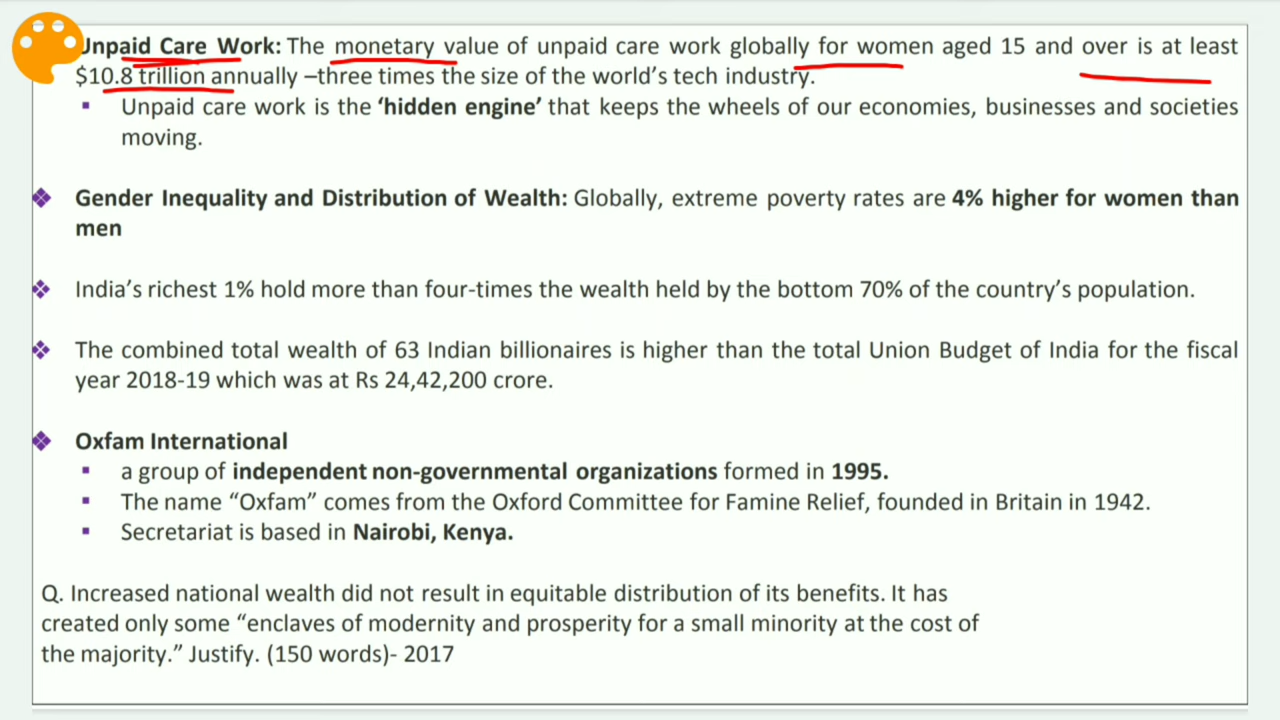 Unpaid Care Work: The monetary value of unpaid care work globally for women aged 15 and over is at least
$10.8 trillion annually –three times the size of the world's tech industry.
▪ Unpaid care work is the 'hidden engine' that keeps the wheels of our economies, businesses and societies
moving.
❖ Gender Inequality and Distribution of Wealth: Globally, extreme poverty rates are 4% higher for women than
men
❖ India's richest 1% hold more than four-times the wealth held by the bottom 70% of the country's population.
❖ The combined total wealth of 63 Indian billionaires is higher than the total Union Budget of India for the fiscal
year 2018-19 which was at Rs 24,42,200 crore.
❖ Oxfam International
▪ a group of independent non-governmental organizations formed in 1995.
▪ The name “Oxfam” comes from the Oxford Committee for Famine Relief, founded in Britain in 1942.
▪ Secretariat is based in Nairobi, Kenya.
Q. Increased national wealth did not result in equitable distribution of its benefits. It has
created only some “enclaves of modernity and prosperity for a small minority at the cost of
the majority.” Justify. (150 words)- 2017